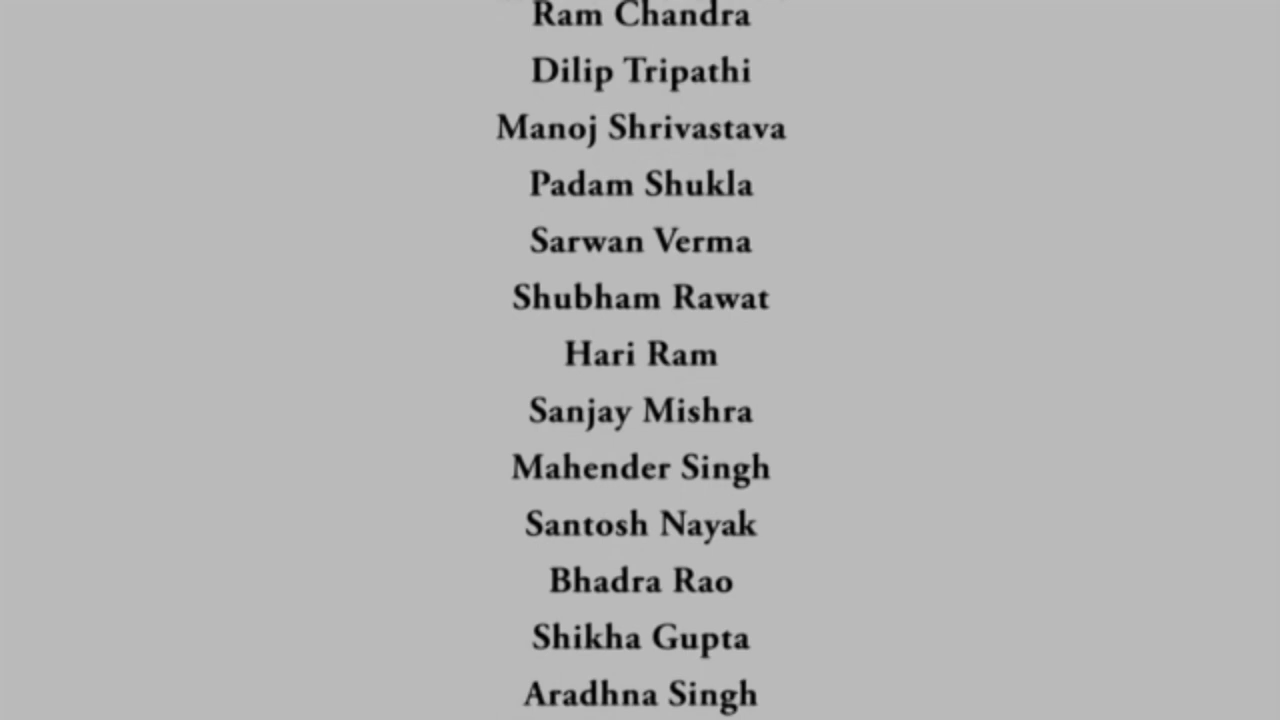 Ram Chandra
Dilip Tripathi
Manoj Shrivastava
Padam Shukla
Sarwan Verma
Shubham Rawat
Hari Ram
Sanjay Mishra
Mahender Singh
Santosh Nayak
Bhadra Rao
Shikha Gupta
Aradhna Singh